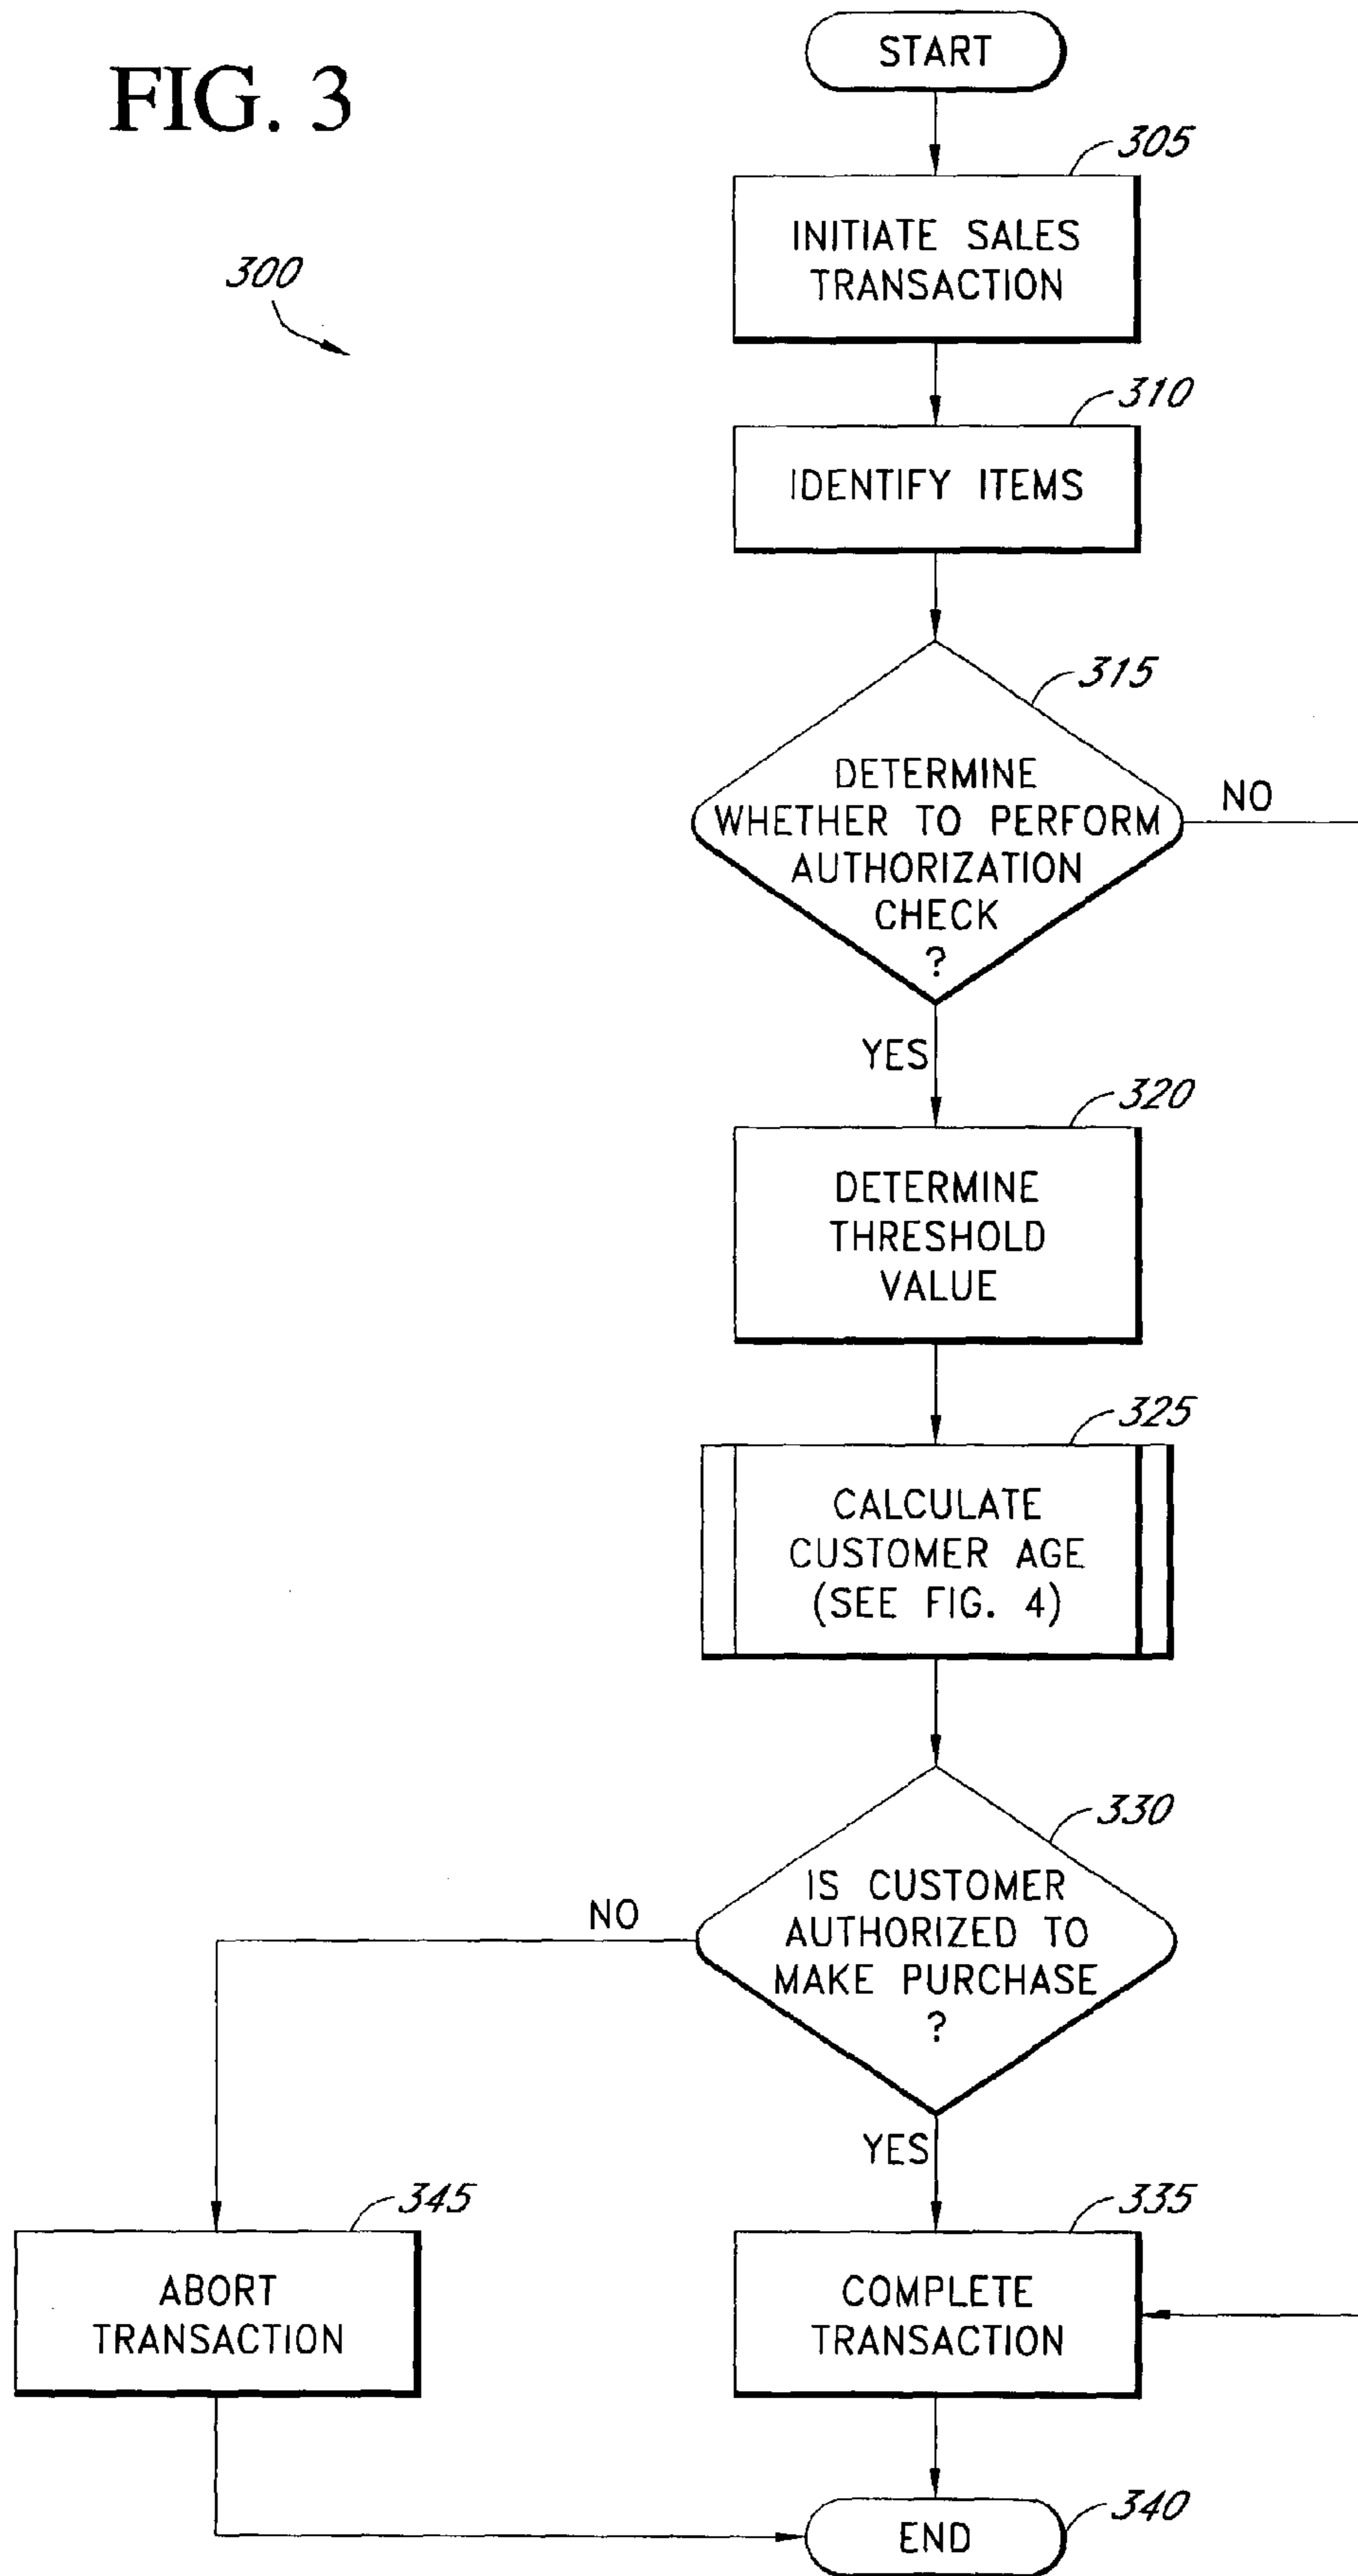 FIG. 3
START
305
INITIATE SALES
TRANSACTION
300
310
IDENTIFY ITEMS
315
DETERMINE
WHETHER TO PERFORM
AUTHORIZATION
CHECK
?
NO
YES
320
DETERMINE
THRESHOLD
VALUE
325
CALCULATE
CUSTOMER AGE
(SEE FIG. 4)
330
IS CUSTOMER
AUTHORIZED TO
MAKE PURCHASE
?
NO
YES
345
ABORT
TRANSACTION
335
COMPLETE
TRANSACTION
340
END